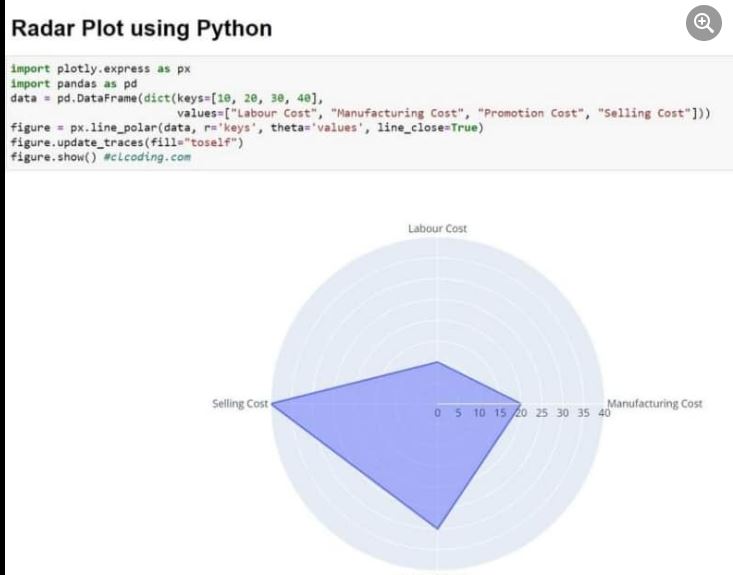 Radar Plot using Python
import plotly.express as px
import pandas as pd
data = pd.DataFrame(dict(keys=[10, 20, 30, 40],
values=["Labour Cost", "Manufacturing Cost", "Promotion Cost", "Selling Cost"]))
figure = px.line_polar(data, r='keys', theta='values', line_close=True)
figure.update_traces(fill="toself")
figure.show() #clcoding.com
Labour Cost
Selling Cost
Manufacturing Cost
0 5 10 15 20 25 30 35 40